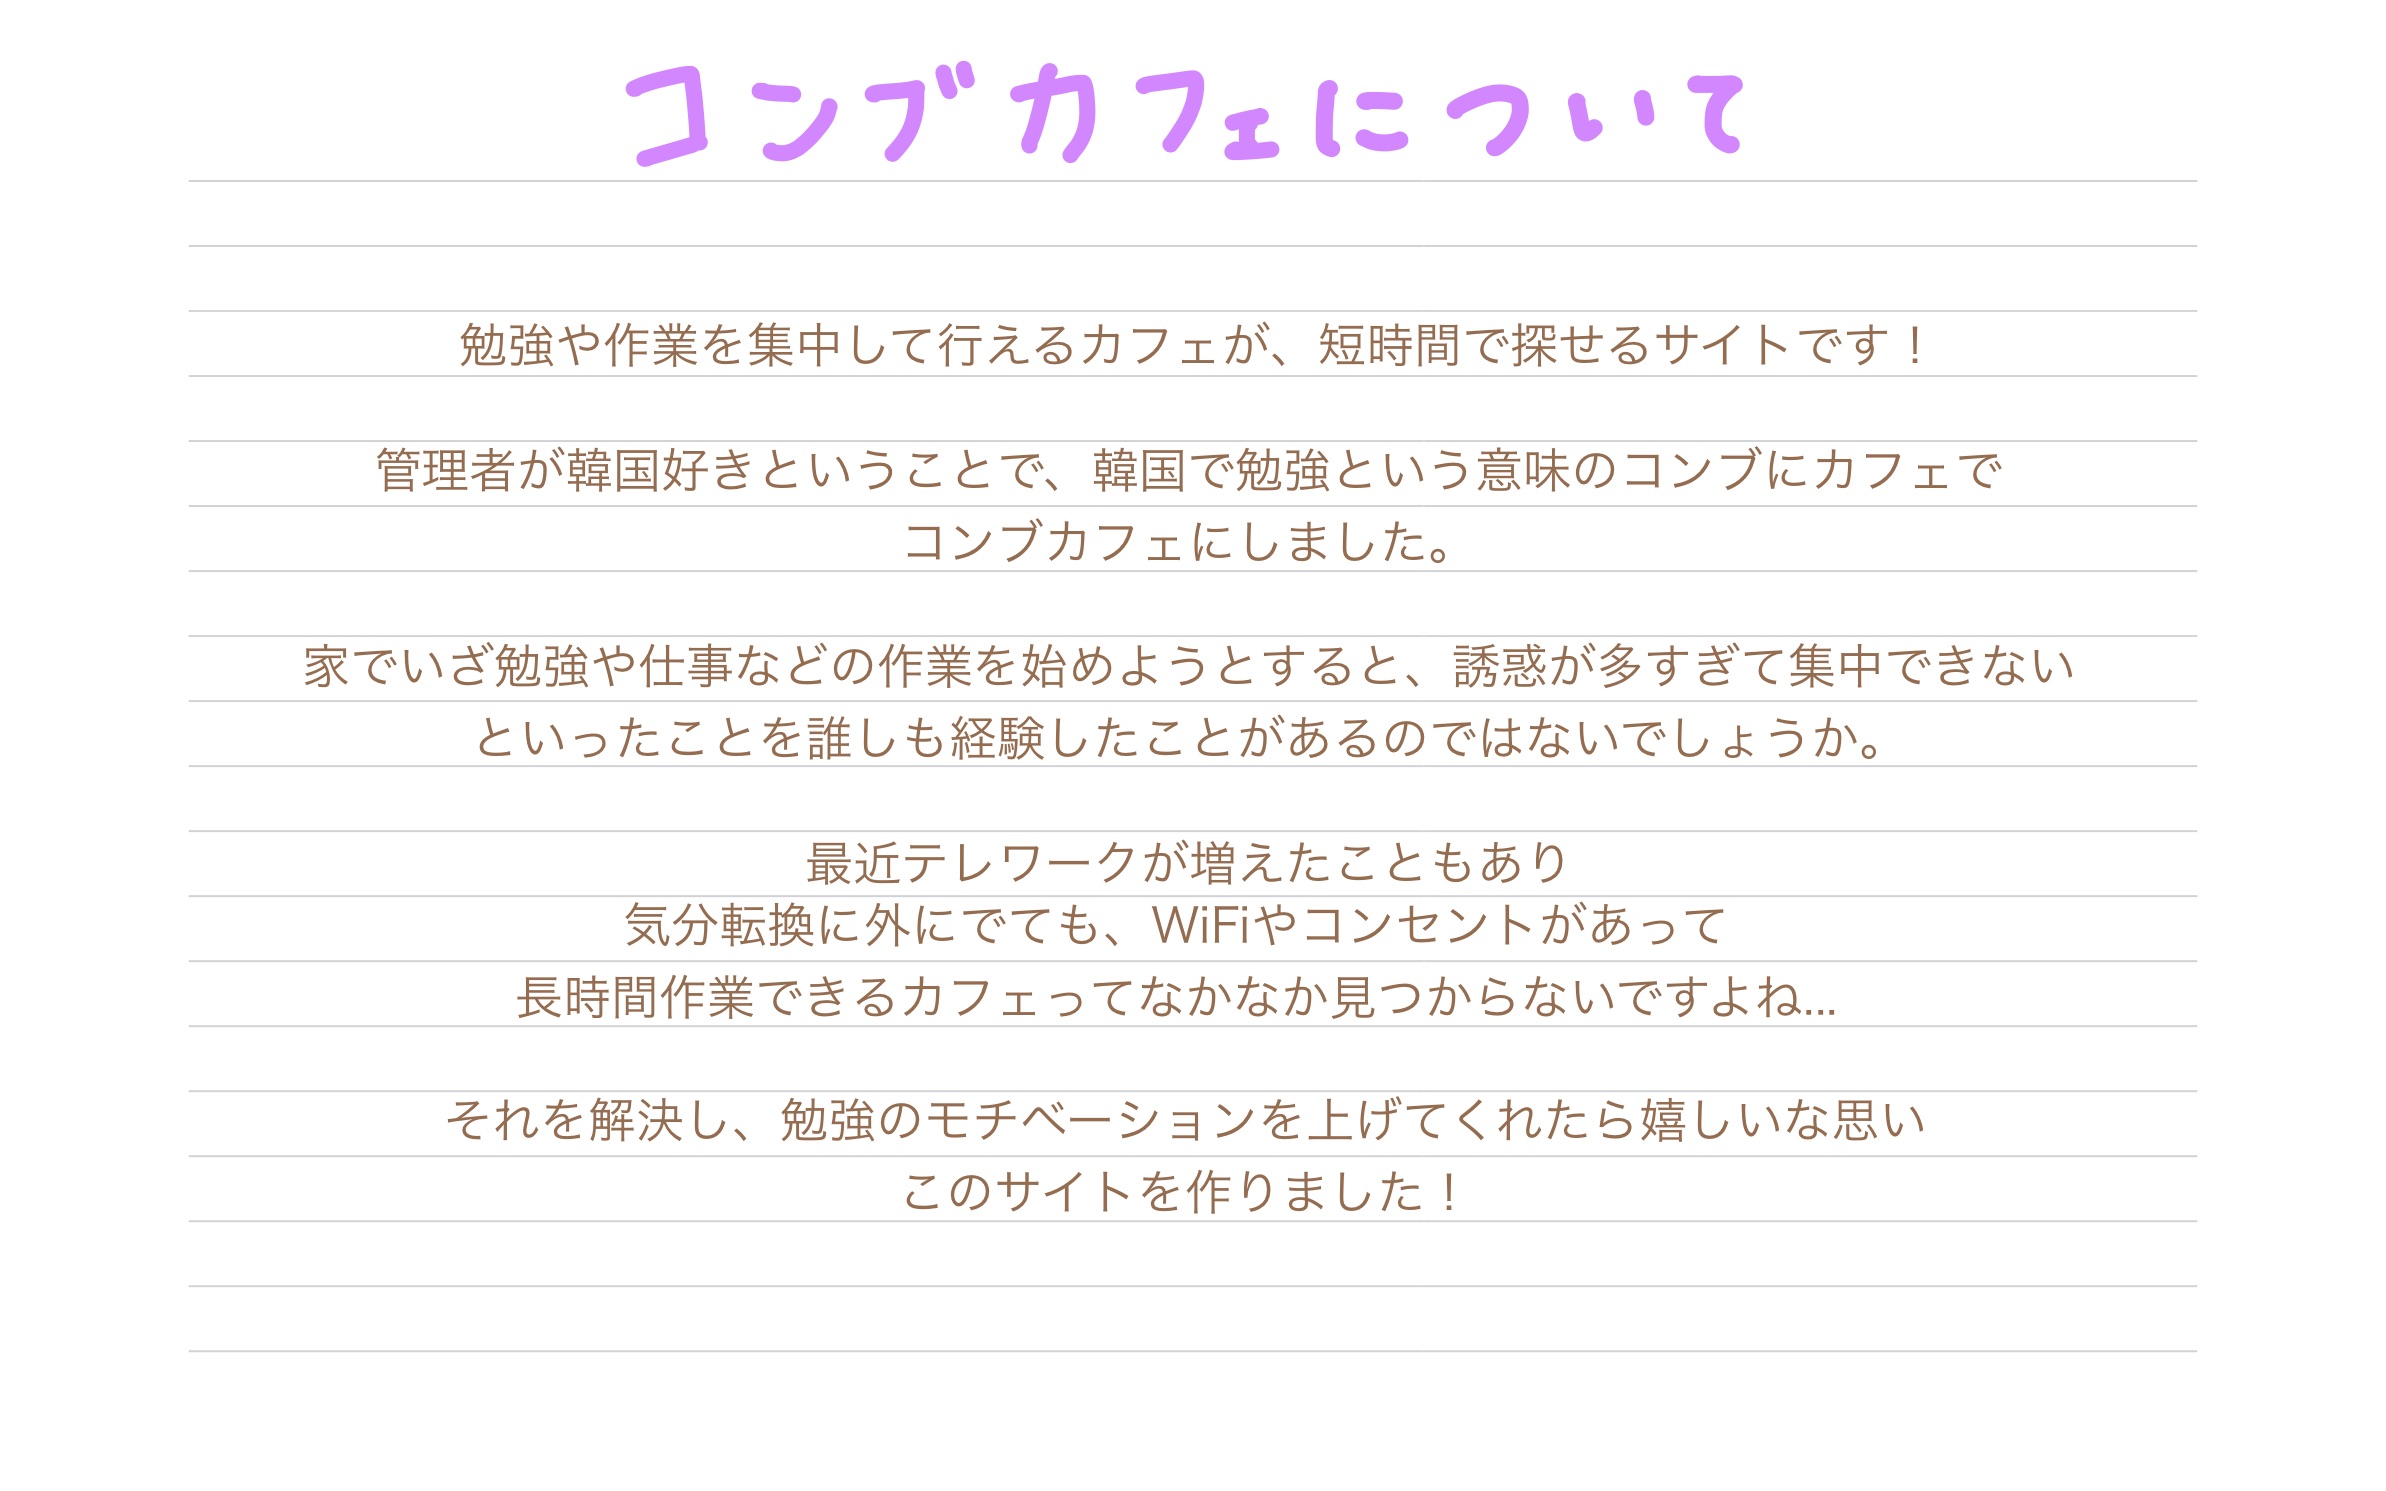 コンブカフェについて
勉強や作業を集中して行えるカフェが、短時間で探せるサイトです！
管理者が韓国好きということで、韓国で勉強という意味のコンブにカフェで
コンブカフェにしました。
家でいざ勉強や仕事などの作業を始めようとすると、誘惑が多すぎて集中できない
といったことを誰しも経験したことがあるのではないでしょうか。
最近テレワークが増えたこともあり
気分転換に外にでても、WiFiやコンセントがあって
長時間作業できるカフェってなかなか見つからないですよね...
それを解決し、勉強のモチベーションを上げてくれたら嬉しいな思い
このサイトを作りました！